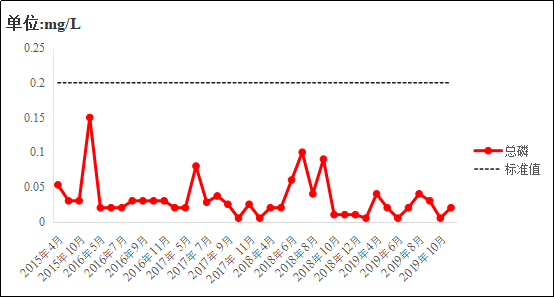 单位:mg/L
0.25
0.2
0.15
0.1
0.05
0
总磷
标准值
2015年4月
2015年10月
2016年5月
2016年7月
2016年9月
2016年11月
2017年 5月
2017年 7月
2017年 9月
2017年 11月
2018年4月
2018年6月
2018年8月
2018年10月
2018年12月
2019年4月
2019年6月
2019年8月
2019年10月